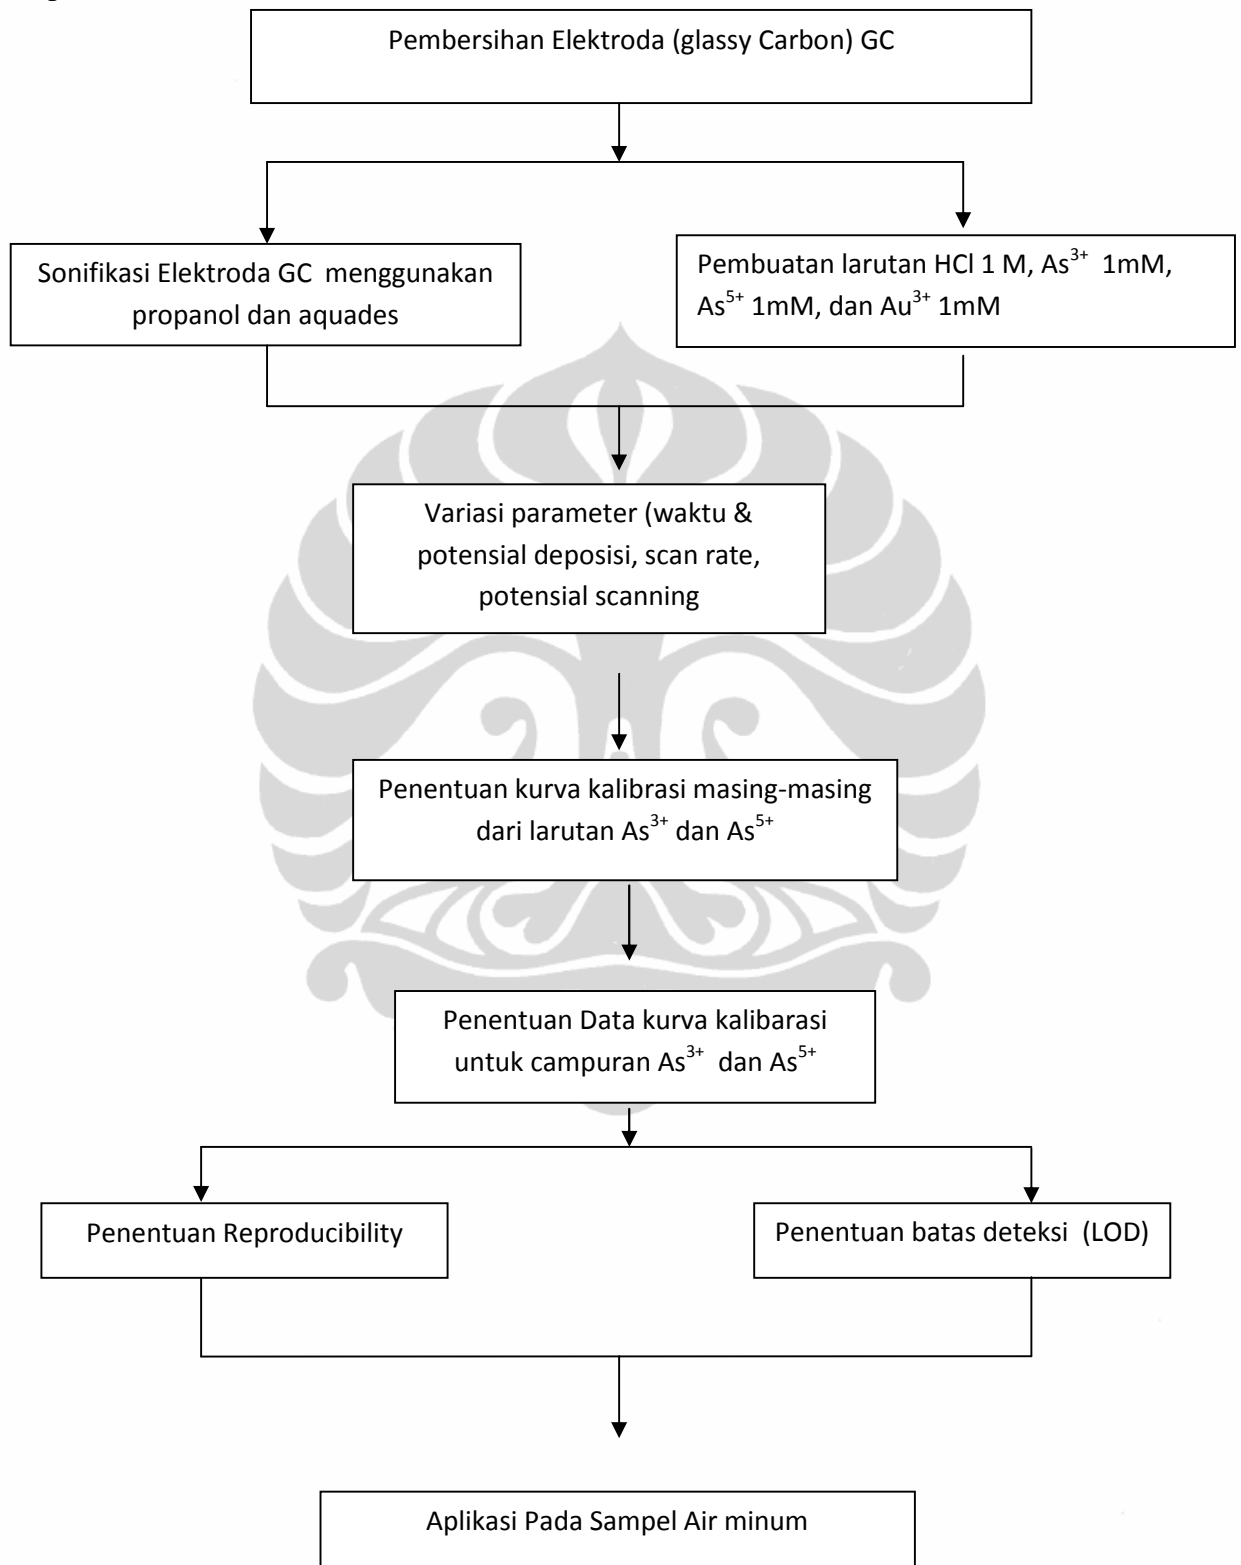 Pembersihan Elektroda (glassy Carbon) GC
Sonifikasi Elektroda GC menggunakan
propanol dan aquades
Pembuatan larutan HCl 1 M, As³⁺ 1mM,
As⁵⁺ 1mM, dan Au³⁺ 1mM
Variasi parameter (waktu &
potensial deposisi, scan rate,
potensial scanning
Penentuan kurva kalibrasi masing-masing
dari larutan As³⁺ dan As⁵⁺
Penentuan Data kurva kalibarasi
untuk campuran As³⁺ dan As⁵⁺
Penentuan Reproducibility
Penentuan batas deteksi (LOD)
Aplikasi Pada Sampel Air minum